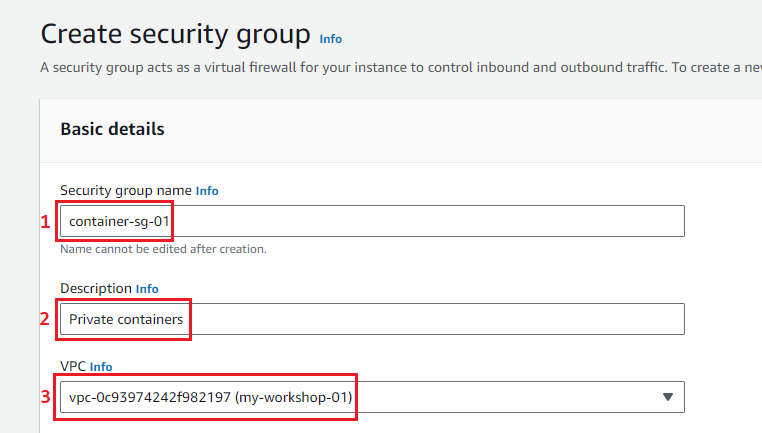 Create security group Info
A security group acts as a virtual firewall for your instance to control inbound and outbound traffic. To create a
Basic details
Security group name Info
1 container-sg-01
Name cannot be edited after creation.
Description Info
2 Private containers
VPC Info
3 vpc-0c93974242f982197 (my-workshop-01)